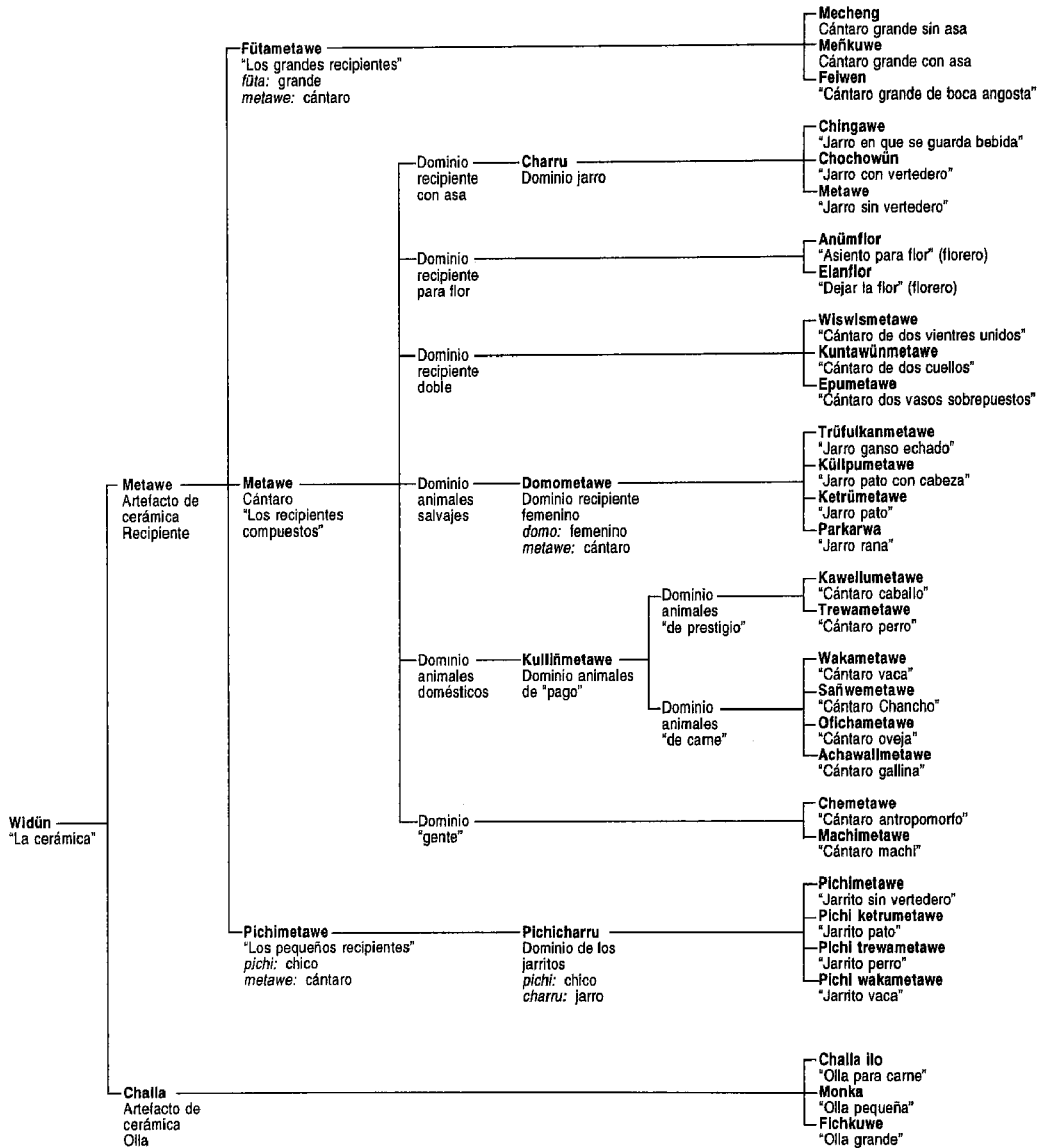 Widün
"La cerámica"
Metawe
Artefacto de
cerámica
Recipiente
Fütametawe
"Los grandes recipientes"
füta: grande
metawe: cántaro
Mecheng
Cántaro grande sin asa
Meñkuwe
Cántaro grande con asa
Feiwen
"Cántaro grande de boca angosta"
Metawe
Cántaro
"Los recipientes
compuestos"
Dominio
recipiente
con asa
Charru
Dominio jarro
Chingawe
"Jarro en que se guarda bebida"
Chochowün
"Jarro con vertedero"
Metawe
"Jarro sin vertedero"
Dominio
recipiente
para flor
Anümflor
"Asiento para flor" (florero)
Elanflor
"Dejar la flor" (florero)
Dominio
recipiente
doble
Wiswismetawe
"Cántaro de dos vientres unidos"
Kuntawünmetawe
"Cántaro de dos cuellos"
Epumetawe
"Cántaro dos vasos sobrepuestos"
Dominio
animales
salvajes
Domometawe
Dominio recipiente
femenino
domo: femenino
metawe: cántaro
Trüfulkanmetawe
"Jarro ganso echado"
Küllpumetawe
"Jarro pato con cabeza"
Ketrümetawe
"Jarro pato"
Parkarwa
"Jarro rana"
Dominio
animales
domésticos
Kulliñmetawe
Dominio animales
de "pago"
Dominio
animales
"de prestigio"
Kawellumetawe
"Cántaro caballo"
Trewametawe
"Cántaro perro"
Dominio
animales
"de carne"
Wakametawe
"Cántaro vaca"
Sañwemetawe
"Cántaro Chancho"
Ofichametawe
"Cántaro oveja"
Achawallmetawe
"Cántaro gallina"
Dominio
"gente"
Chemetawe
"Cántaro antropomorfo"
Machimetawe
"Cántaro machi"
Pichimetawe
"Los pequeños recipientes"
pichi: chico
metawe: cántaro
Pichicharru
Dominio de los
jarritos
pichi: chico
charru: jarro
Pichimetawe
"Jarrito sin vertedero"
Pichi ketrumetawe
"Jarrito pato"
Pichi trewametawe
"Jarrito perro"
Pichi wakametawe
"Jarrito vaca"
Challa
Artefacto de
cerámica
Olla
Challa ilo
"Olla para carne"
Monka
"Olla pequeña"
Fichkuwe
"Olla grande"